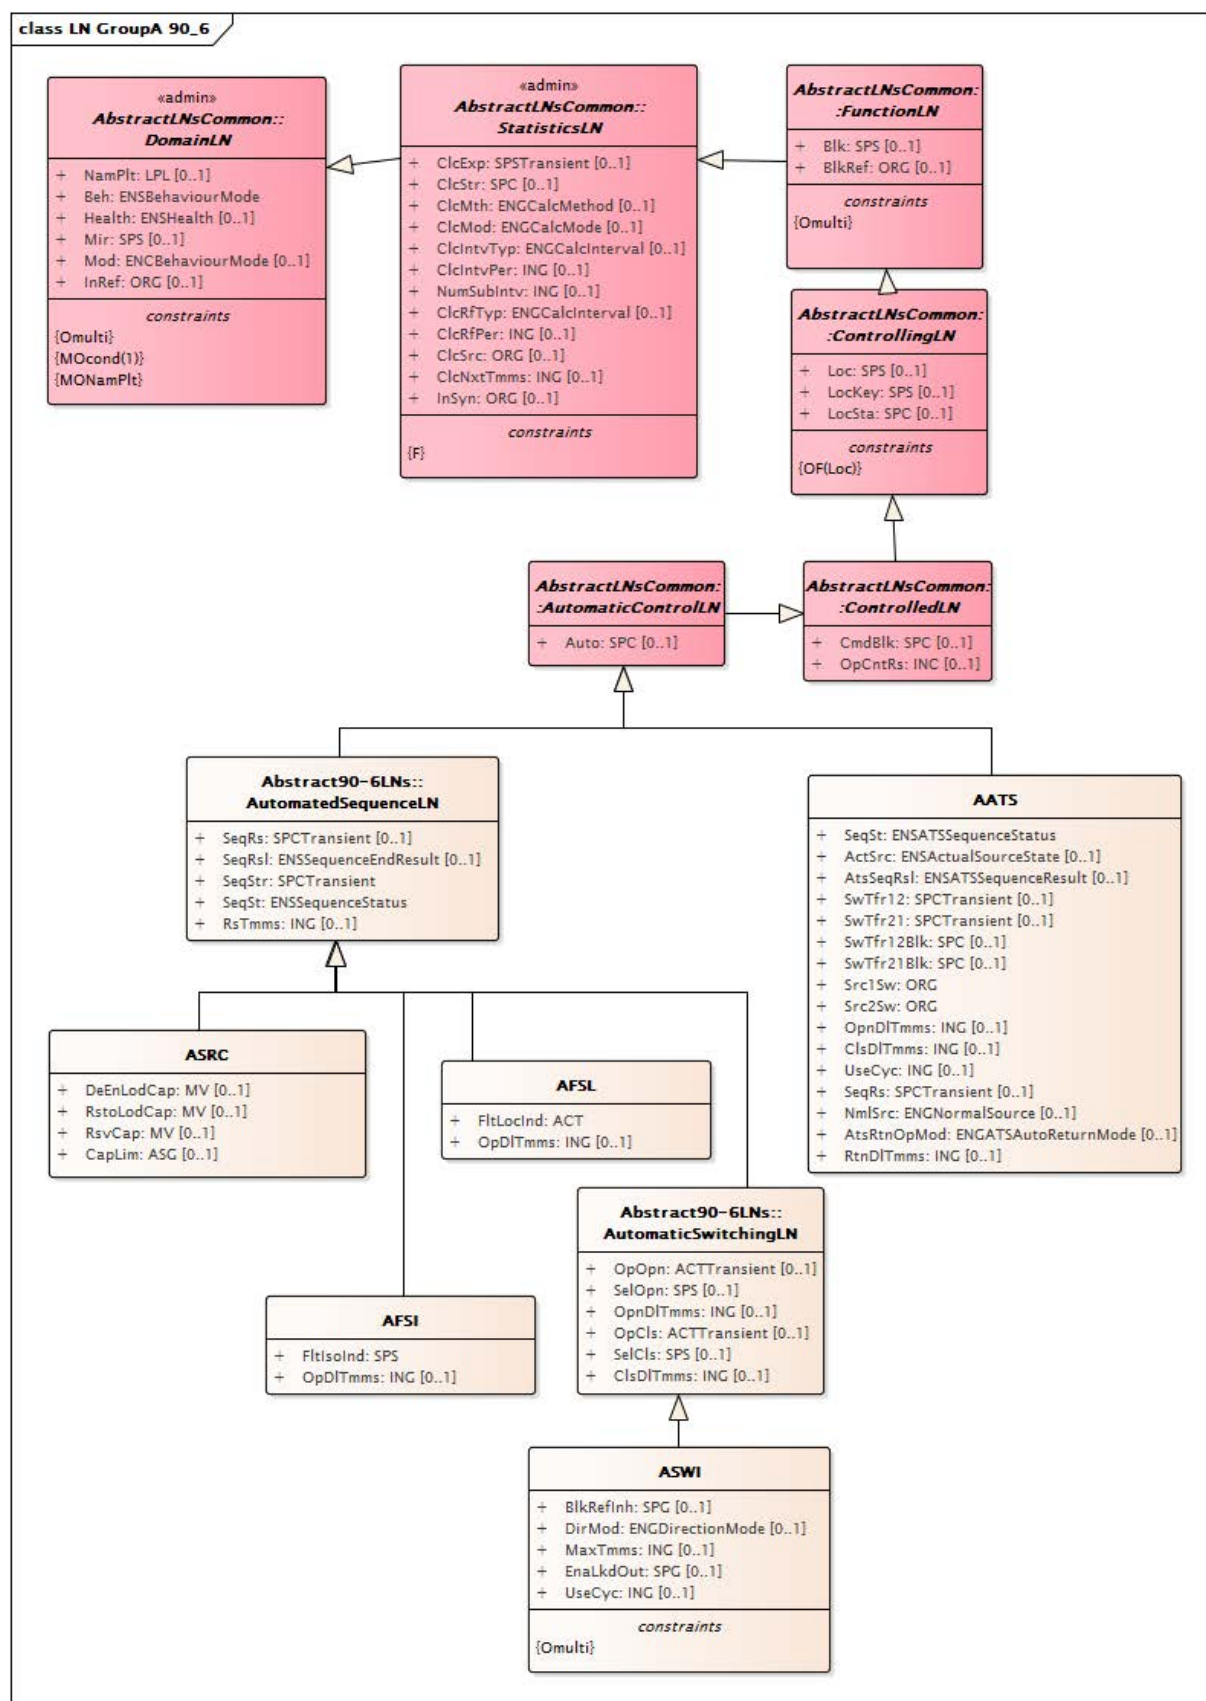 class LN GroupA 90_6
«admin»
AbstractLNsCommon::
DomainLN
+ NamPlt: LPL [0..1]
+ Beh: ENSBehaviourMode
+ Health: ENSHealth [0..1]
+ Mir: SPS [0..1]
+ Mod: ENCBehaviourMode [0..1]
+ InRef: ORG [0..1]
constraints
{Omulti}
{MOcond(1)}
{MONamPlt}
«admin»
AbstractLNsCommon::
StatisticsLN
+ ClcExp: SPSTransient [0..1]
+ ClcStr: SPC [0..1]
+ ClcMth: ENGCalcMethod [0..1]
+ ClcMod: ENGCalcMode [0..1]
+ ClcIntvTyp: ENGCalcInterval [0..1]
+ ClcIntvPer: ING [0..1]
+ NumSubIntv: ING [0..1]
+ ClcRfTyp: ENGCalcInterval [0..1]
+ ClcRfPer: ING [0..1]
+ ClcSrc: ORG [0..1]
+ ClcNxtTmms: ING [0..1]
+ InSyn: ORG [0..1]
constraints
{F}
AbstractLNsCommon:
:FunctionLN
+ Blk: SPS [0..1]
+ BlkRef: ORG [0..1]
constraints
{Omulti}
AbstractLNsCommon:
:ControllingLN
+ Loc: SPS [0..1]
+ LocKey: SPS [0..1]
+ LocSta: SPC [0..1]
constraints
{OF(Loc)}
AbstractLNsCommon:
:AutomaticControlLN
+ Auto: SPC [0..1]
AbstractLNsCommon:
:ControlledLN
+ CmdBlk: SPC [0..1]
+ OpCntRs: INC [0..1]
Abstract90-6LNs::
AutomatedSequenceLN
+ SeqRs: SPCTransient [0..1]
+ SeqRsl: ENSSequenceEndResult [0..1]
+ SeqStr: SPCTransient
+ SeqSt: ENSSequenceStatus
+ RsTmms: ING [0..1]
AATS
+ SeqSt: ENSATSSequenceStatus
+ ActSrc: ENSActualSourceState [0..1]
+ AtsSeqRsl: ENSATSSequenceResult [0..1]
+ SwTfr12: SPCTransient [0..1]
+ SwTfr21: SPCTransient [0..1]
+ SwTfr12Blk: SPC [0..1]
+ SwTfr21Blk: SPC [0..1]
+ Src1Sw: ORG
+ Src2Sw: ORG
+ OpnDlTmms: ING [0..1]
+ ClsDlTmms: ING [0..1]
+ UseCyc: ING [0..1]
+ SeqRs: SPCTransient [0..1]
+ NmlSrc: ENGNormalSource [0..1]
+ AtsRtnOpMod: ENGATSAutoReturnMode [0..1]
+ RtnDlTmms: ING [0..1]
ASRC
+ DeEnLodCap: MV [0..1]
+ RstoLodCap: MV [0..1]
+ RsvCap: MV [0..1]
+ CapLim: ASG [0..1]
AFSL
+ FltLocInd: ACT
+ OpDlTmms: ING [0..1]
Abstract90-6LNs::
AutomaticSwitchingLN
+ OpOpn: ACTTransient [0..1]
+ SelOpn: SPS [0..1]
+ OpnDlTmms: ING [0..1]
+ OpCls: ACTTransient [0..1]
+ SelCls: SPS [0..1]
+ ClsDlTmms: ING [0..1]
AFSI
+ FltIsoInd: SPS
+ OpDlTmms: ING [0..1]
ASWI
+ BlkRefInh: SPG [0..1]
+ DirMod: ENGDirectionMode [0..1]
+ MaxTmms: ING [0..1]
+ EnaLkdOut: SPG [0..1]
+ UseCyc: ING [0..1]
constraints
{Omulti}